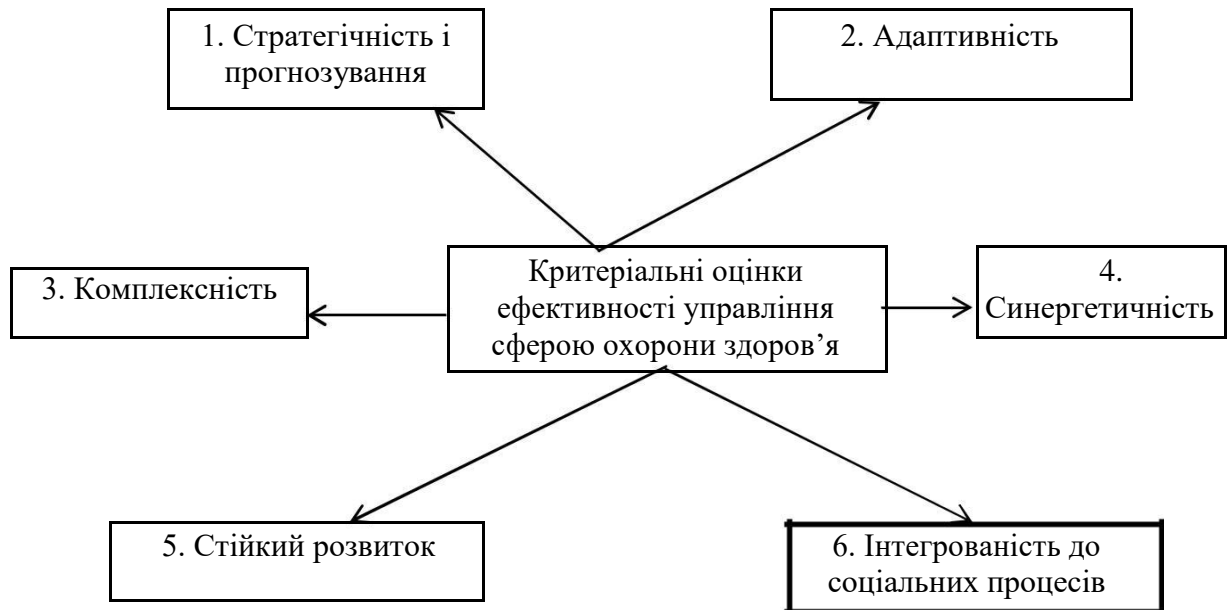 1. Стратегічність і
прогнозування
2. Адаптивність
3. Комплексність
Критеріальні оцінки
ефективності управління
сферою охорони здоров’я
4.
Синергетичність
5. Стійкий розвиток
6. Інтегрованість до
соціальних процесів